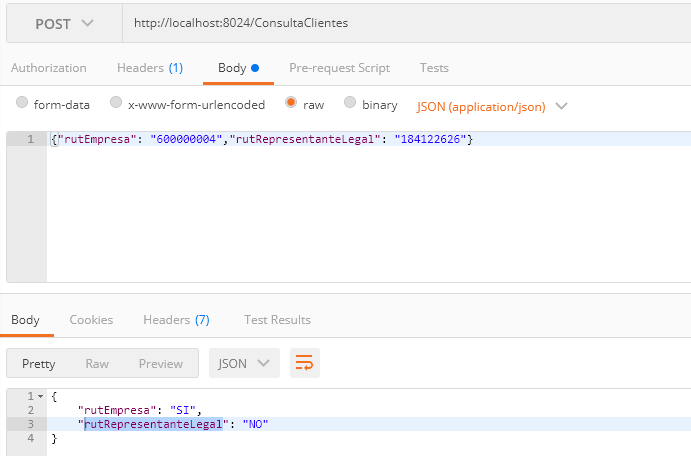 POST http://localhost:8024/ConsultaClientes
Authorization Headers (1) Body Pre-request Script Tests
form-data x-www-form-urlencoded raw binary JSON (application/json)
1 {"rutEmpresa": "600000004","rutRepresentanteLegal": "184122626"}
Body Cookies Headers (7) Test Results
Pretty Raw Preview JSON
1 {
2 "rutEmpresa": "SI",
3 "rutRepresentanteLegal": "NO"
4 }